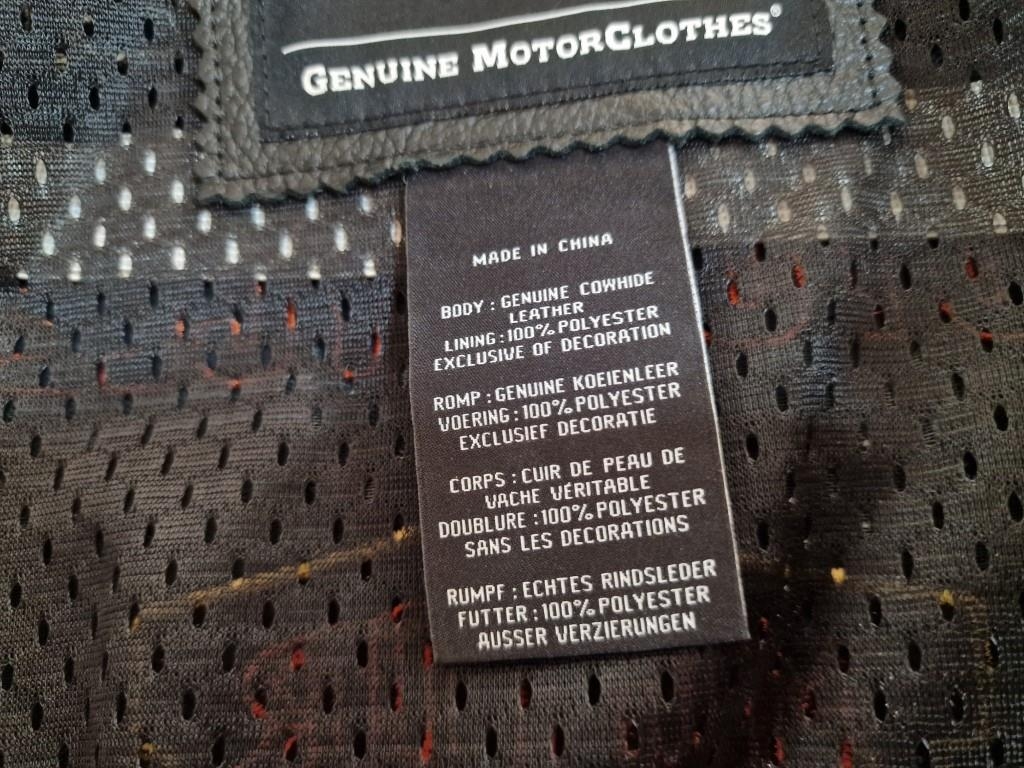 GENUINE MOTORCLOTHES®
MADE IN CHINA
BODY : GENUINE COWHIDE
LEATHER
LINING : 100% POLYESTER
EXCLUSIVE OF DECORATION
ROMP : GENUINE KOEIENLEER
VOERING : 100% POLYESTER
EXCLUSIEF DECORATIE
CORPS : CUIR DE PEAU DE
VACHE VÉRITABLE
DOUBLURE : 100% POLYESTER
SANS LES DECORATIONS
RUMPF : ECHTES RINDSLEDER
FUTTER : 100% POLYESTER
AUSSER VERZIERUNGEN